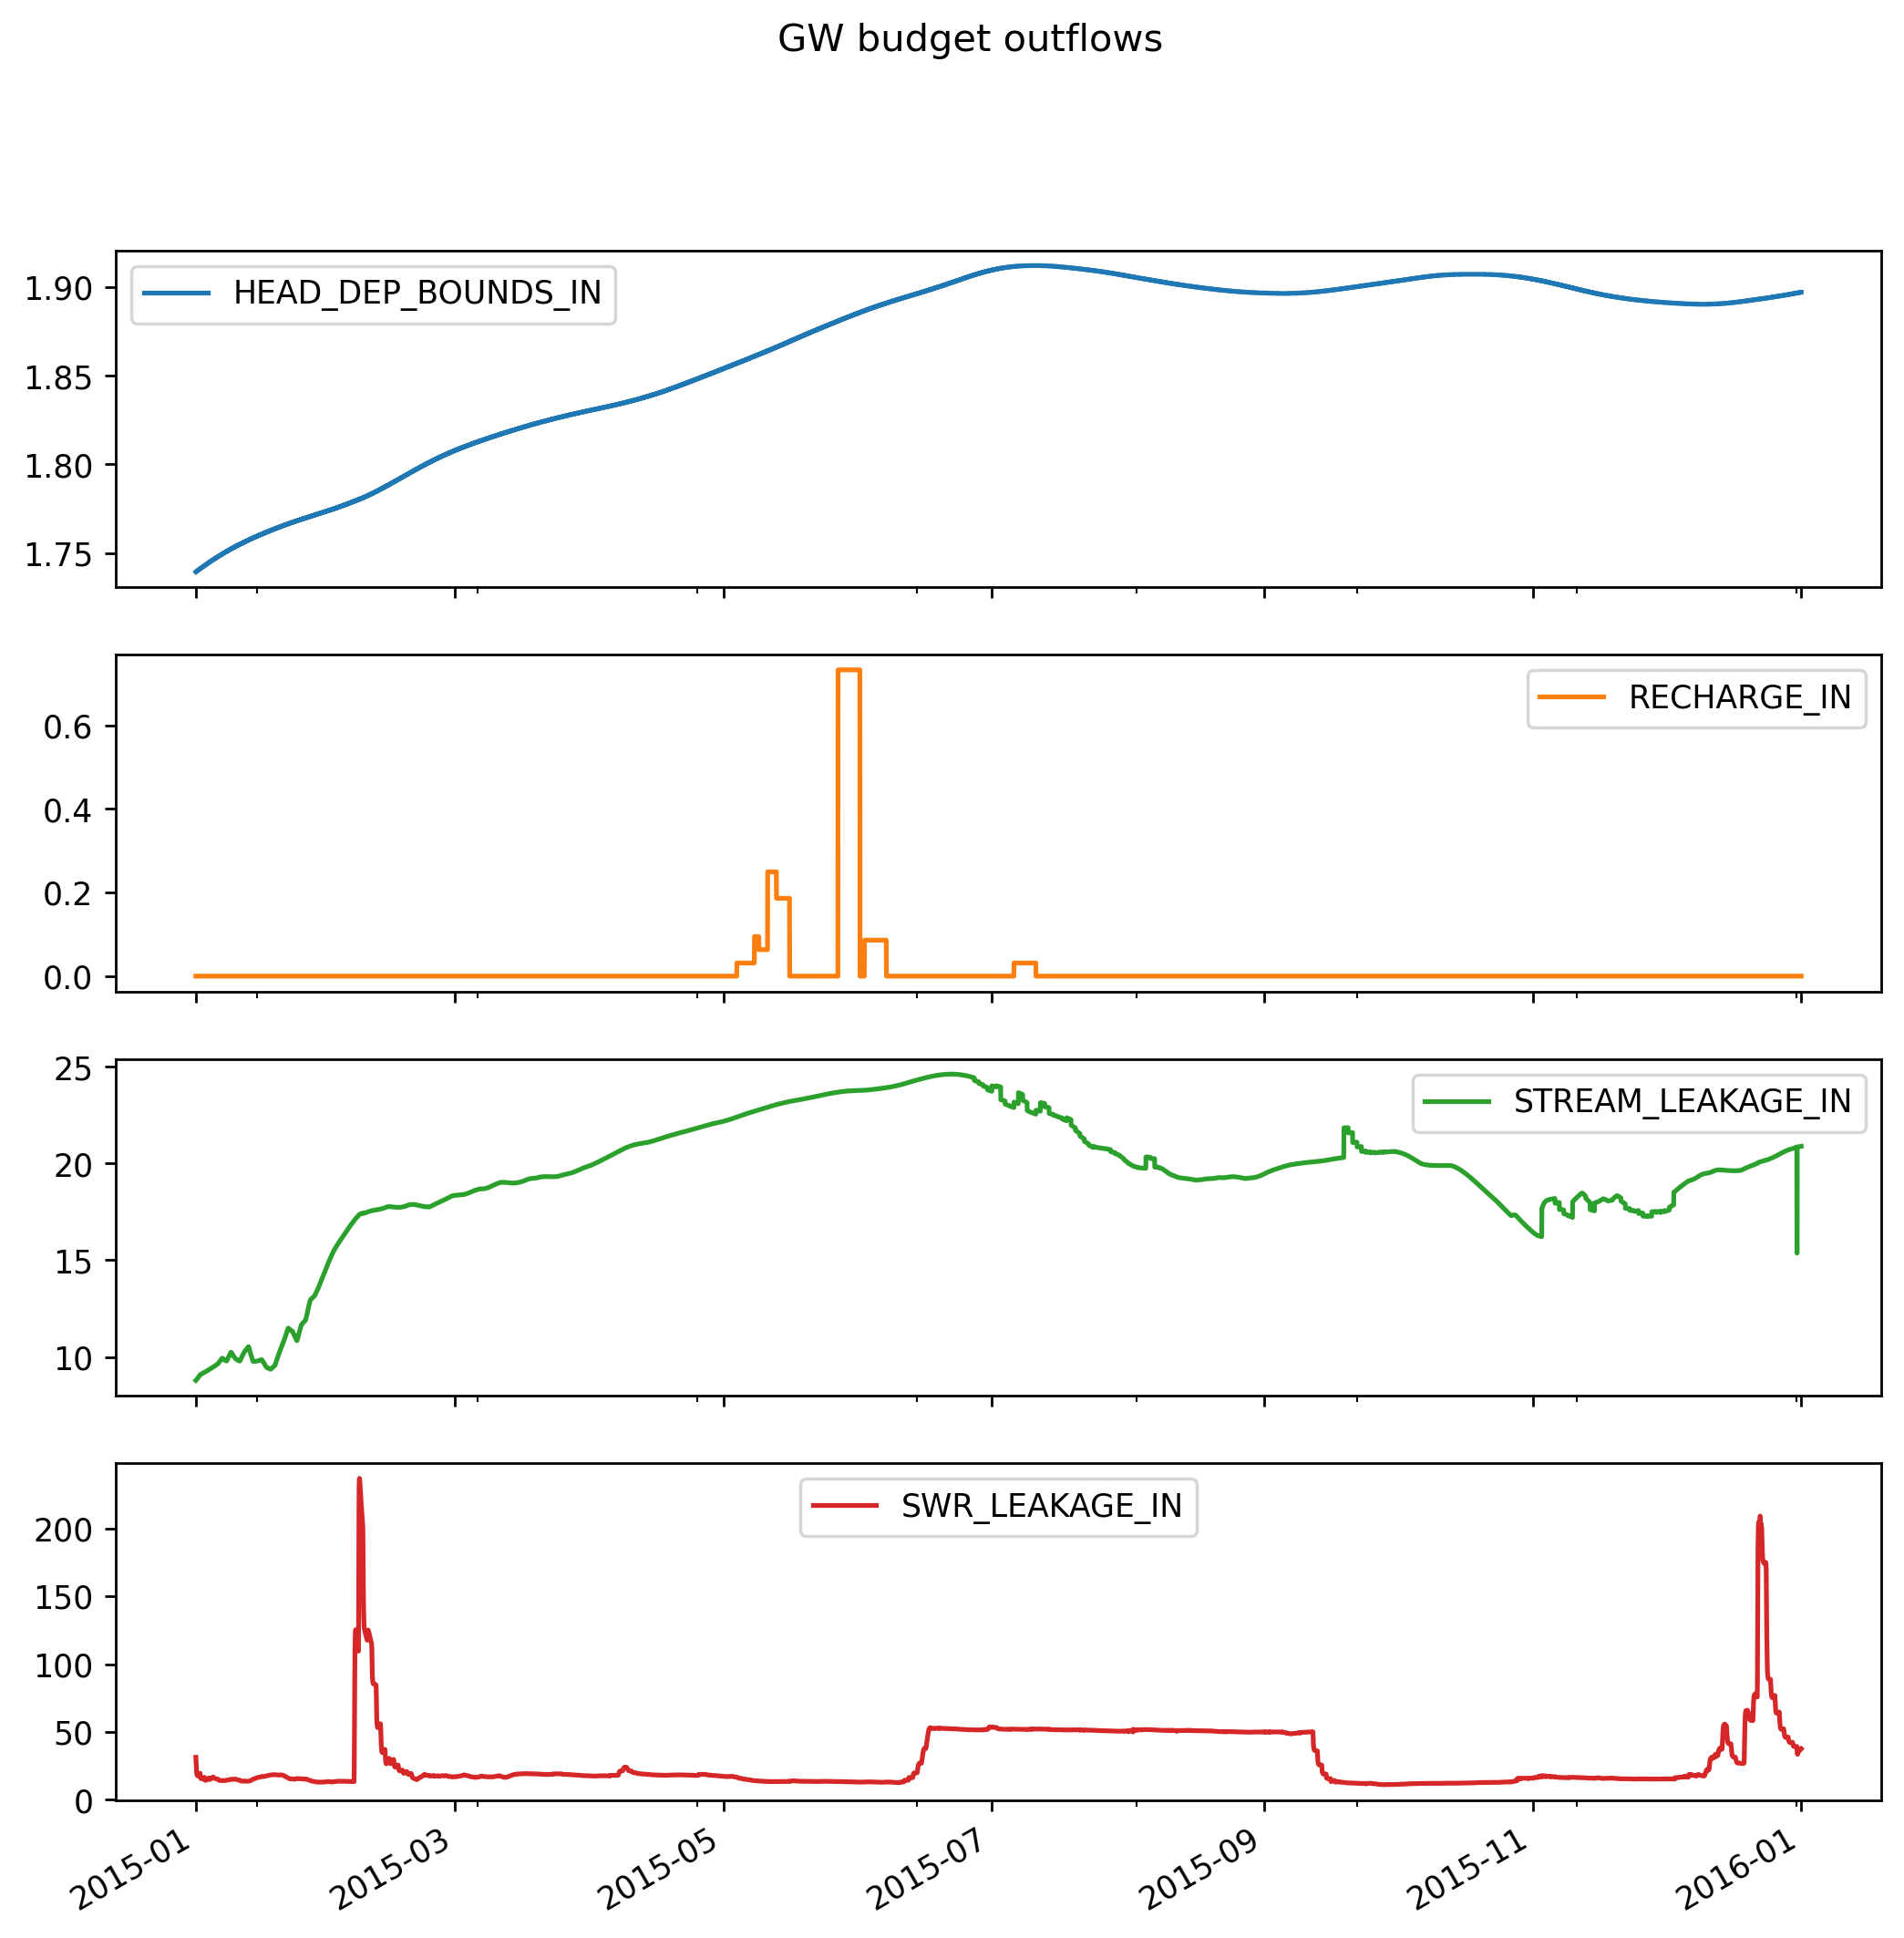 GW budget outflows
HEAD_DEP_BOUNDS_IN
1.90
1.85
1.80
1.75
RECHARGE_IN
0.6
0.4
0.2
0.0
STREAM_LEAKAGE_IN
25
20
15
10
SWR_LEAKAGE_IN
200
150
100
50
0
2015-01 2015-03 2015-05 2015-07 2015-09 2015-11 2016-01